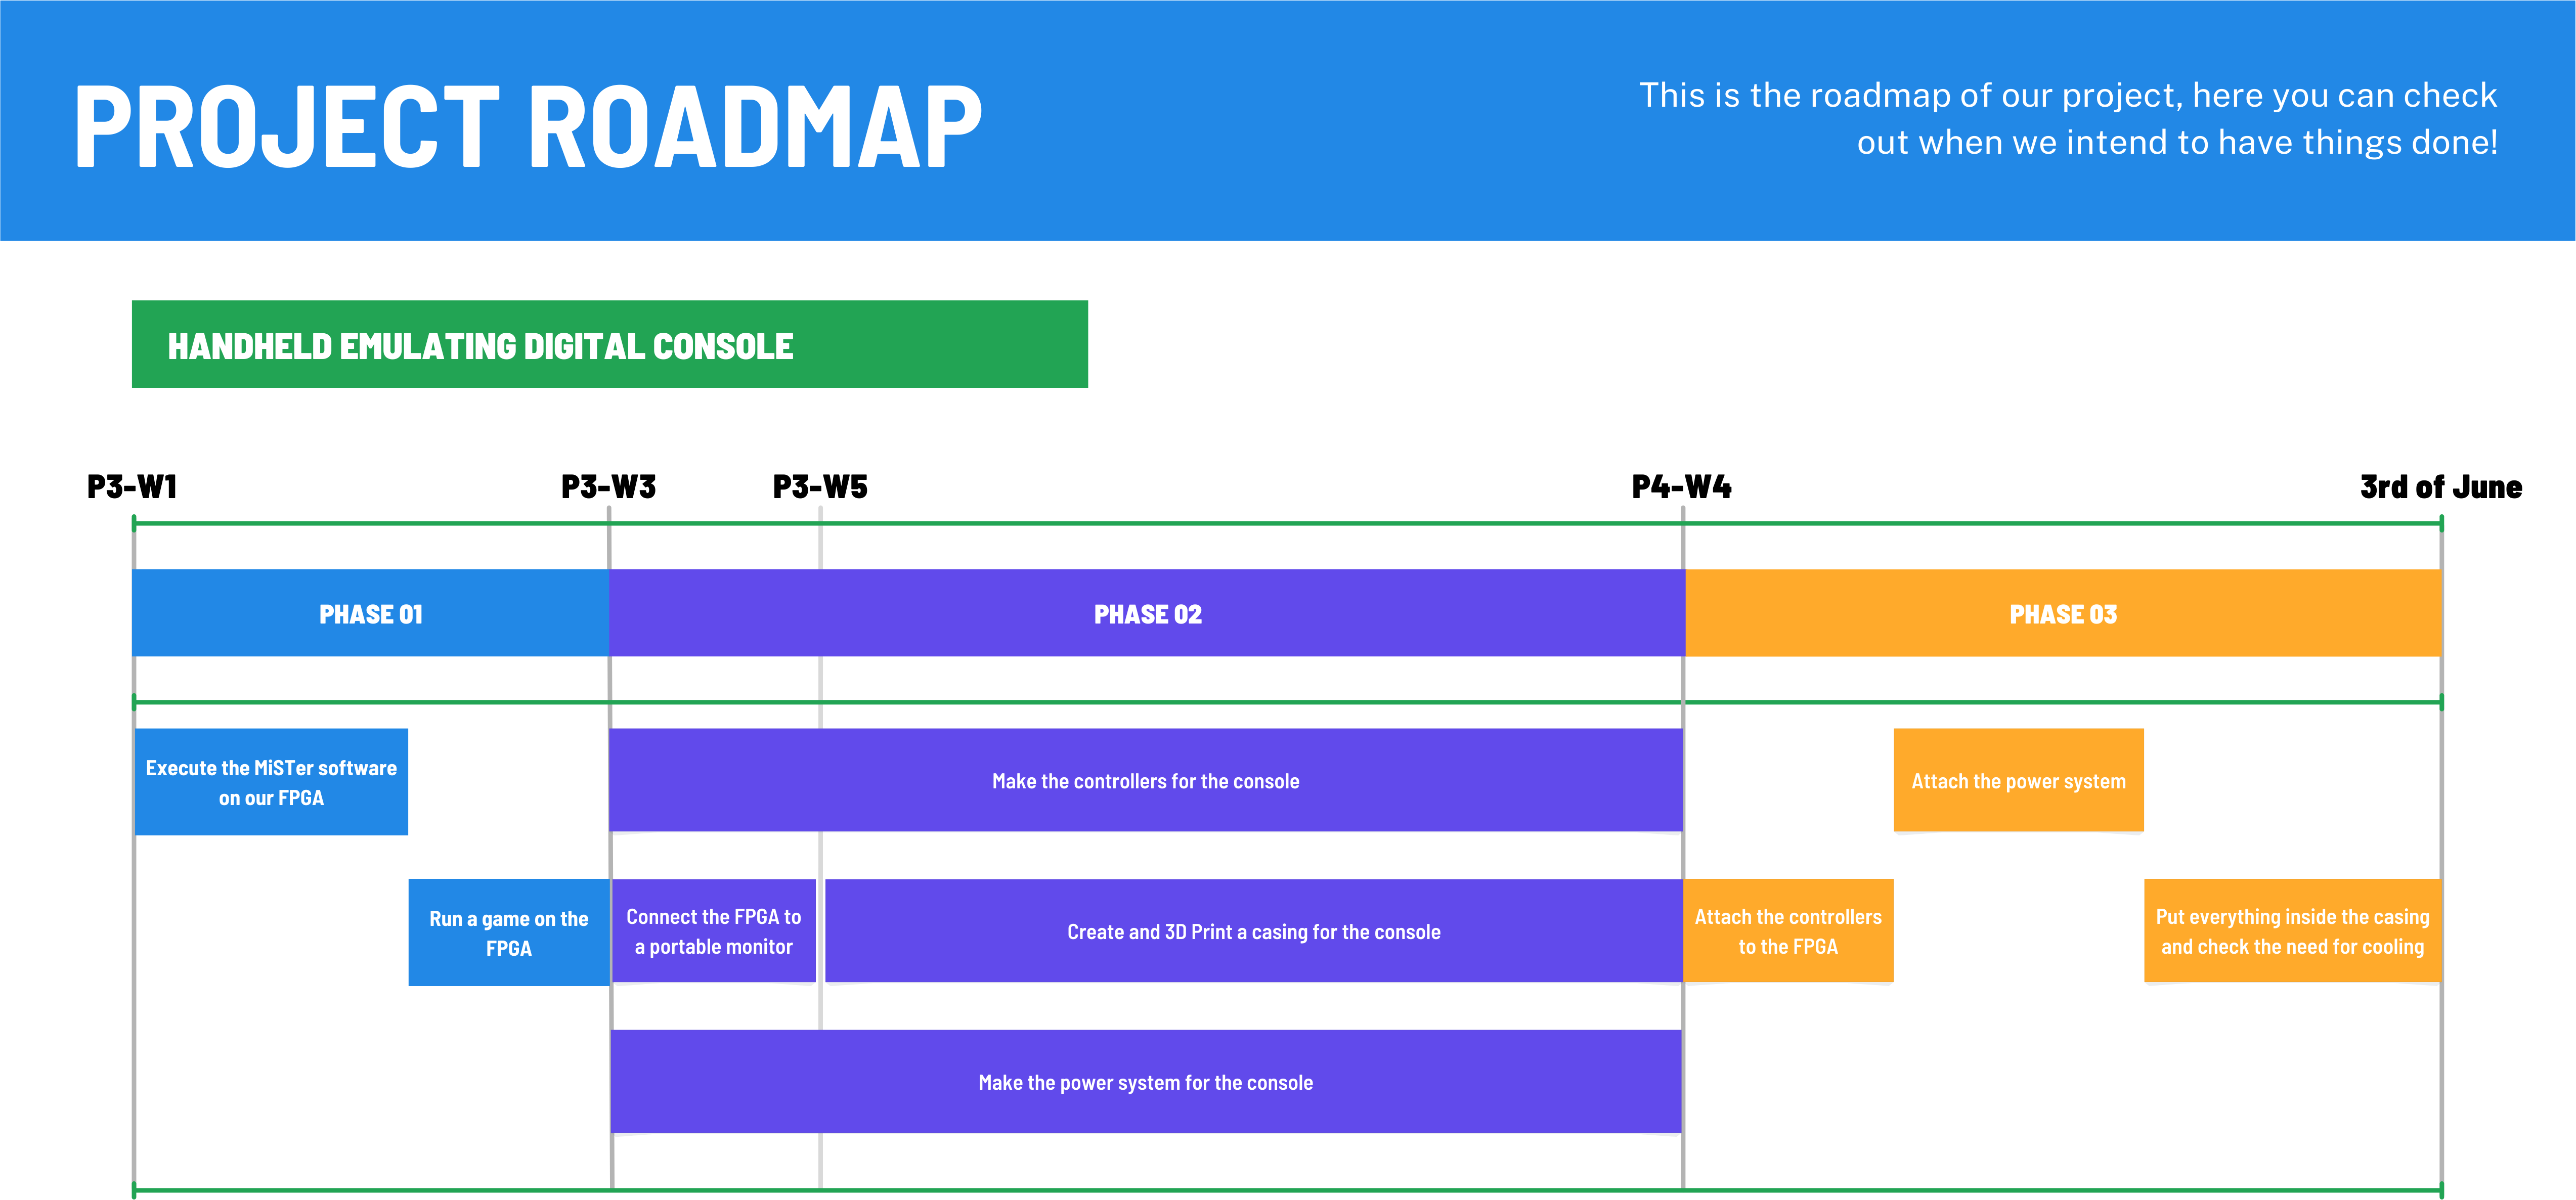 PROJECT ROADMAP
This is the roadmap of our project, here you can check
out when we intend to have things done!
HANDHELD EMULATING DIGITAL CONSOLE
P3-W1
P3-W3
P3-W5
P4-W4
3rd of June
PHASE 01
PHASE 02
PHASE 03
Execute the MiSTer software
on our FPGA
Make the controllers for the console
Attach the power system
Run a game on the
FPGA
Connect the FPGA to
a portable monitor
Create and 3D Print a casing for the console
Attach the controllers
to the FPGA
Put everything inside the casing
and check the need for cooling
Make the power system for the console